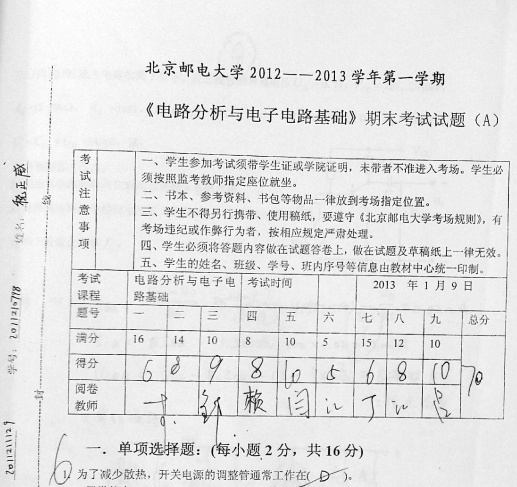 北京邮电大学 2012——2013 学年第一学期
《电路分析与电子电路基础》期末考试试题（A）
考试注意事项
一、学生参加考试须带学生证或学院证明，未带者不准进入考场。学生必
须按照监考教师指定座位就坐。
二、书本、参考资料、书包等物品一律放到考场指定位置。
三、学生不得另行携带、使用稿纸，要遵守《北京邮电大学考场规则》，有
考场违纪或作弊行为者，按相应规定严肃处理。
四、学生必须将答题内容做在试题答卷上，做在试题及草稿纸上一律无效。
五、学生的姓名、班级、学号、班内序号等信息由教材中心统一印制。
考试课程 电路分析与电子电路基础 考试时间 2013 年 1 月 9 日
题号 一 二 三 四 五 六 七 八 九 总分
满分 16 14 10 8 10 5 15 12 10
得分 6 8 9 8 10 5 6 8 10 70
阅卷教师 赖 闫 江 丁 江
一．单项选择题：(每小题 2 分，共 16 分)
1. 为了减少散热，开关电源的调整管通常工作在( D )。
姓名：
学号：
线
封
6